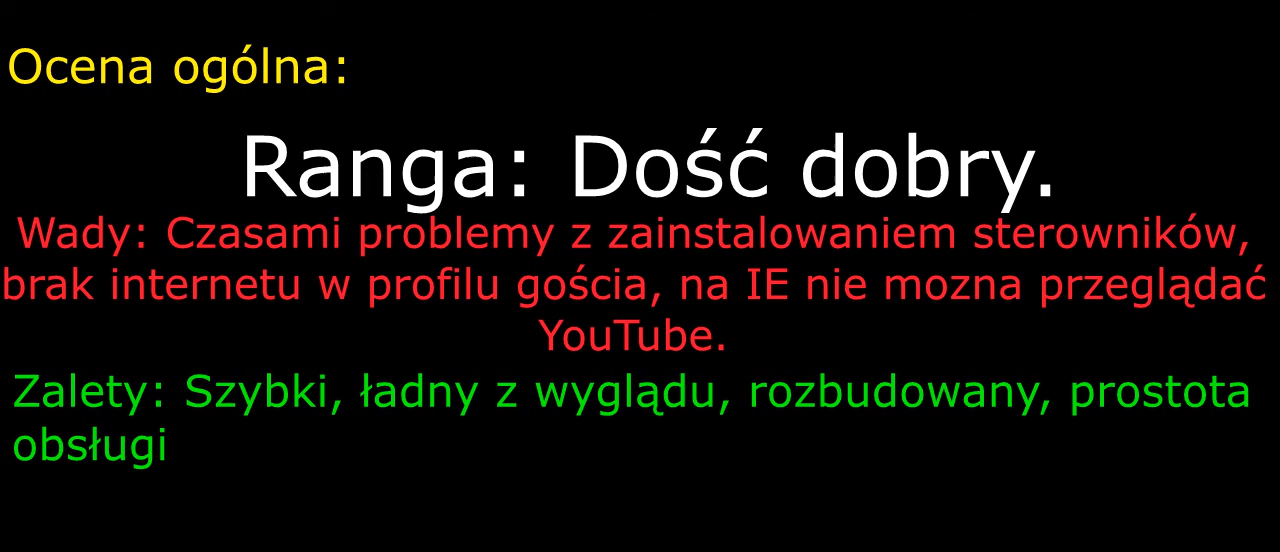 Ocena ogólna:
Ranga: Dość dobry.
Wady: Czasami problemy z zainstalowaniem sterowników,
brak internetu w profilu gościa, na IE nie mozna przeglądać
YouTube.
Zalety: Szybki, ładny z wyglądu, rozbudowany, prostota
obsługi